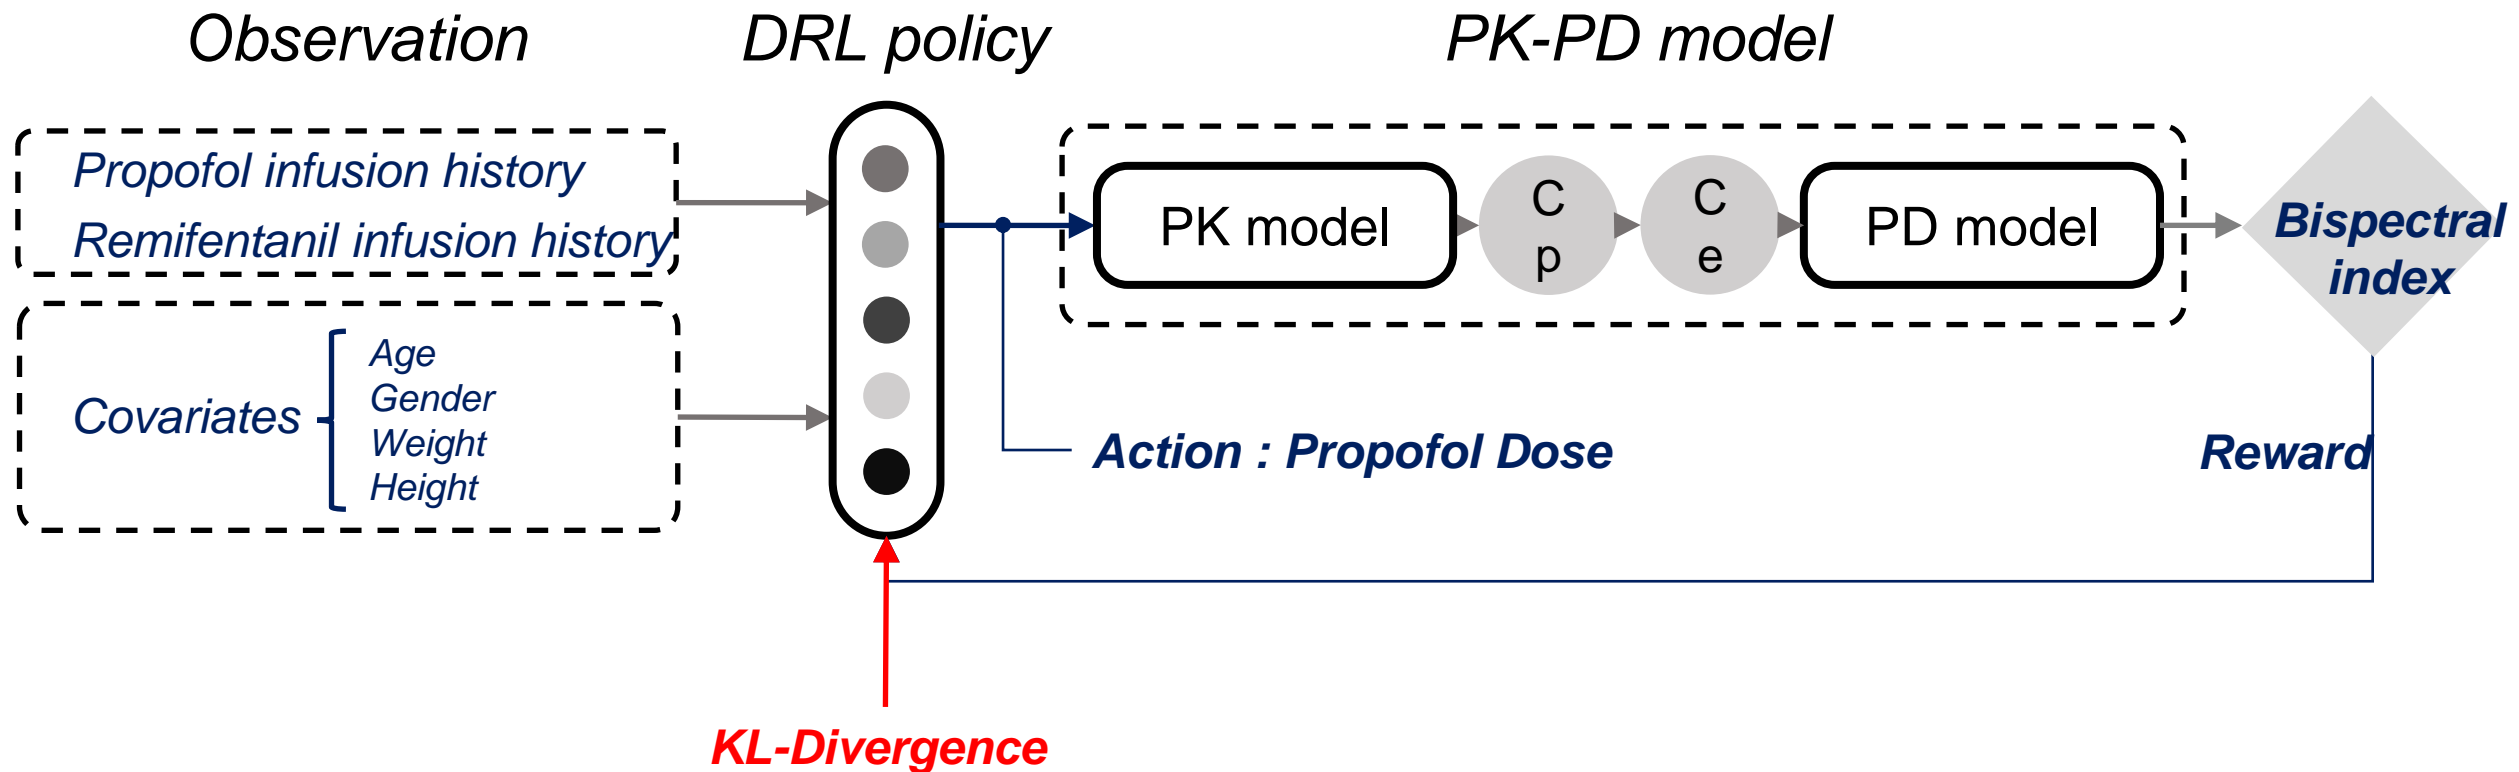 Observation
DRL policy
PK-PD model
Propofol infusion history
Remifentanil infusion history
Covariates
Age
Gender
Weight
Height
PK model
C
p
C
e
PD model
Bispectral
index
Action : Propofol Dose
Reward
KL-Divergence